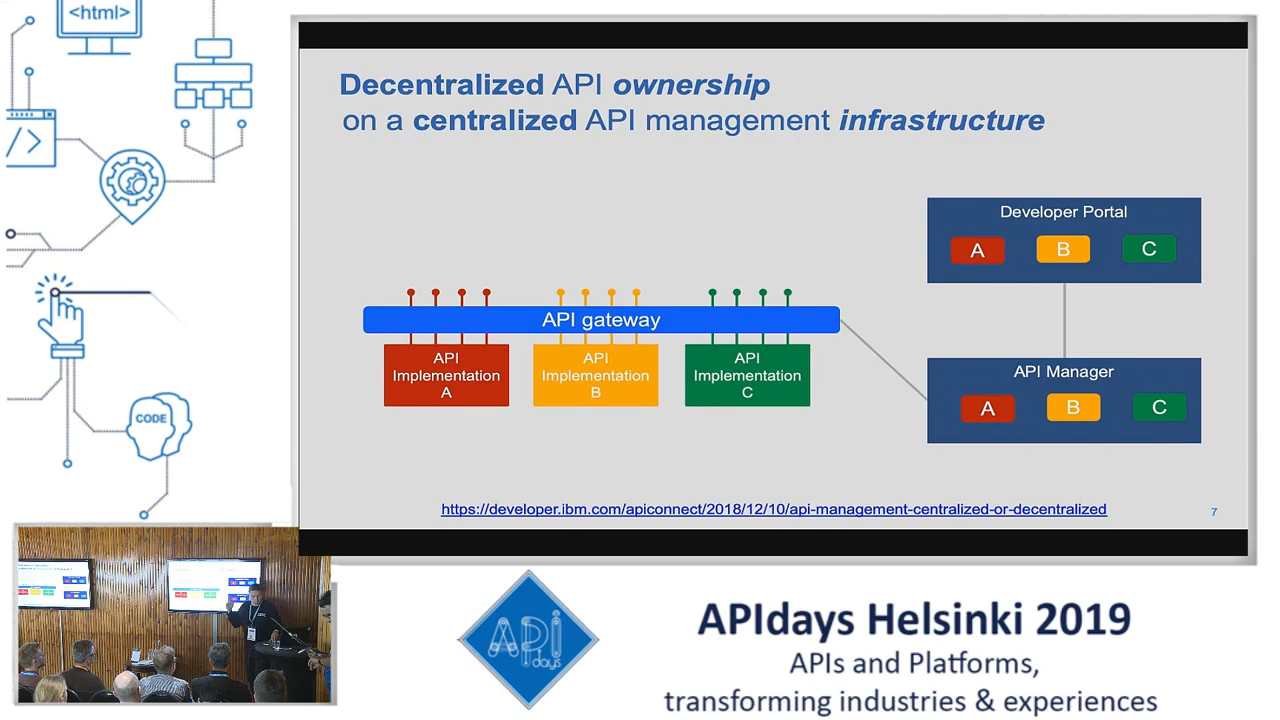 <html>
</>
CODE
Decentralized API ownership
on a centralized API management infrastructure
Developer Portal
A B C
API gateway
API Implementation A
API Implementation B
API Implementation C
API Manager
A B C
https://developer.ibm.com/apiconnect/2018/12/10/api-management-centralized-or-decentralized
7
API days
APIdays Helsinki 2019
APIs and Platforms,
transforming industries & experiences